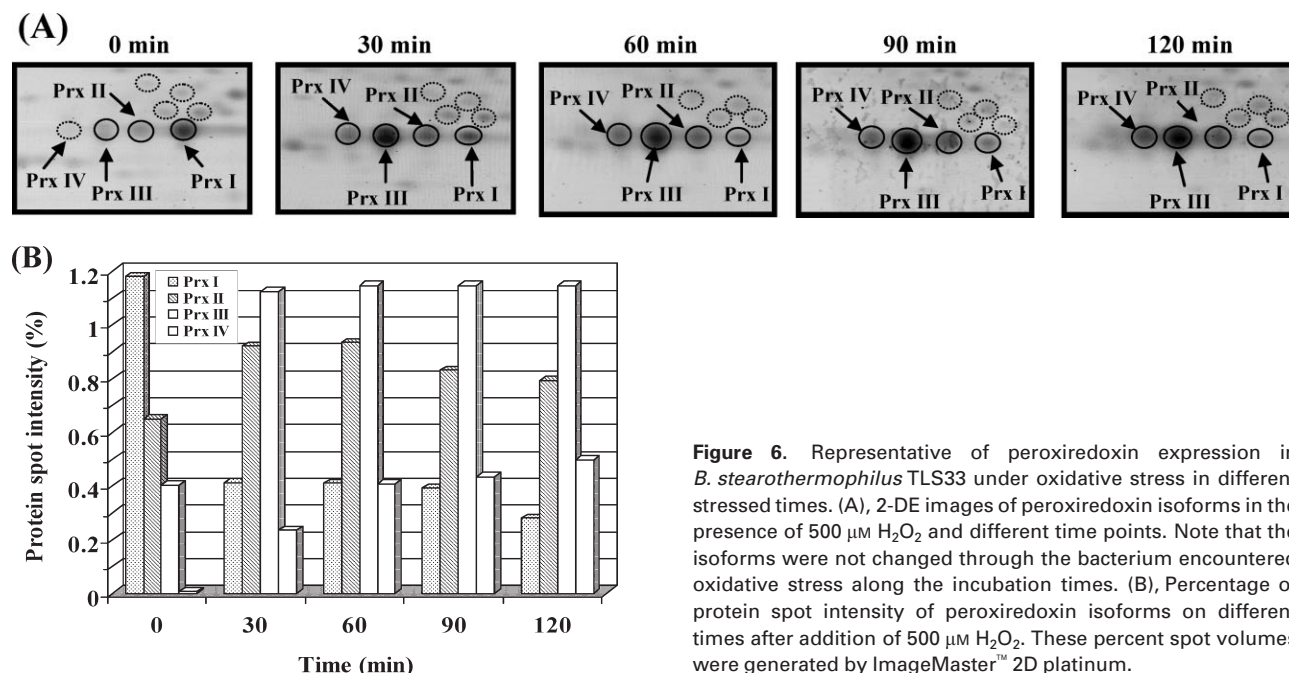 (A)
0 min
30 min
60 min
90 min
120 min
Prx II
Prx IV
Prx III
Prx I
Prx IV
Prx II
Prx III
Prx I
Prx IV
Prx II
Prx III
Prx I
Prx IV
Prx II
Prx III
Prx I
Prx IV
Prx II
Prx III
Prx I
(B)
Protein spot intensity (%)
1.2
1
0.8
0.6
0.4
0.2
0
Prx I
Prx II
Prx III
Prx IV
0 30 60 90 120
Time (min)
Figure 6. Representative of peroxiredoxin expression in
B. stearothermophilus TLS33 under oxidative stress in differen
stressed times. (A), 2-DE images of peroxiredoxin isoforms in the
presence of 500 μM H₂O₂ and different time points. Note that the
isoforms were not changed through the bacterium encountered
oxidative stress along the incubation times. (B), Percentage o
protein spot intensity of peroxiredoxin isoforms on differen
times after addition of 500 μM H₂O₂. These percent spot volumes
were generated by ImageMaster™ 2D platinum.